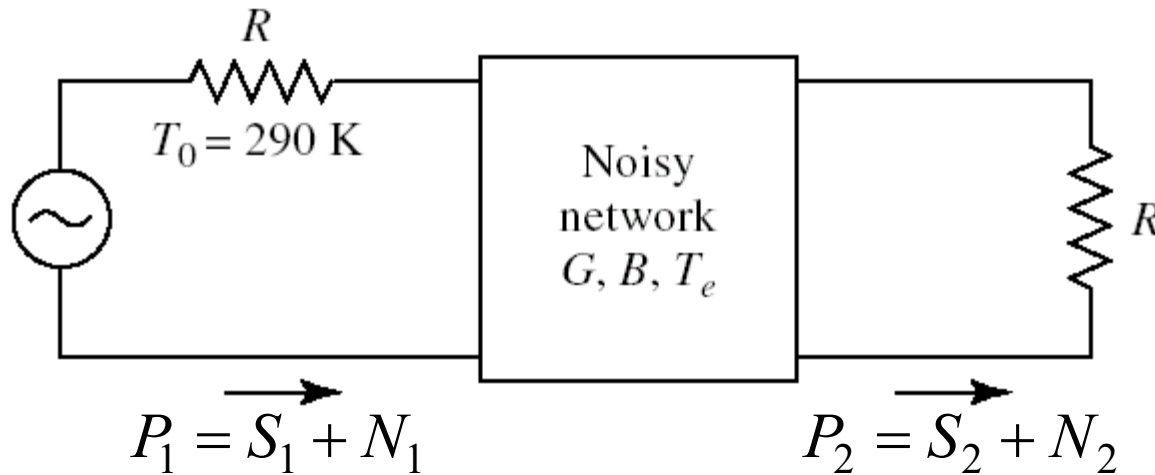 R
T₀ = 290 K
Noisy
network
G, B, Tₑ
R
P₁ = S₁ + N₁
P₂ = S₂ + N₂